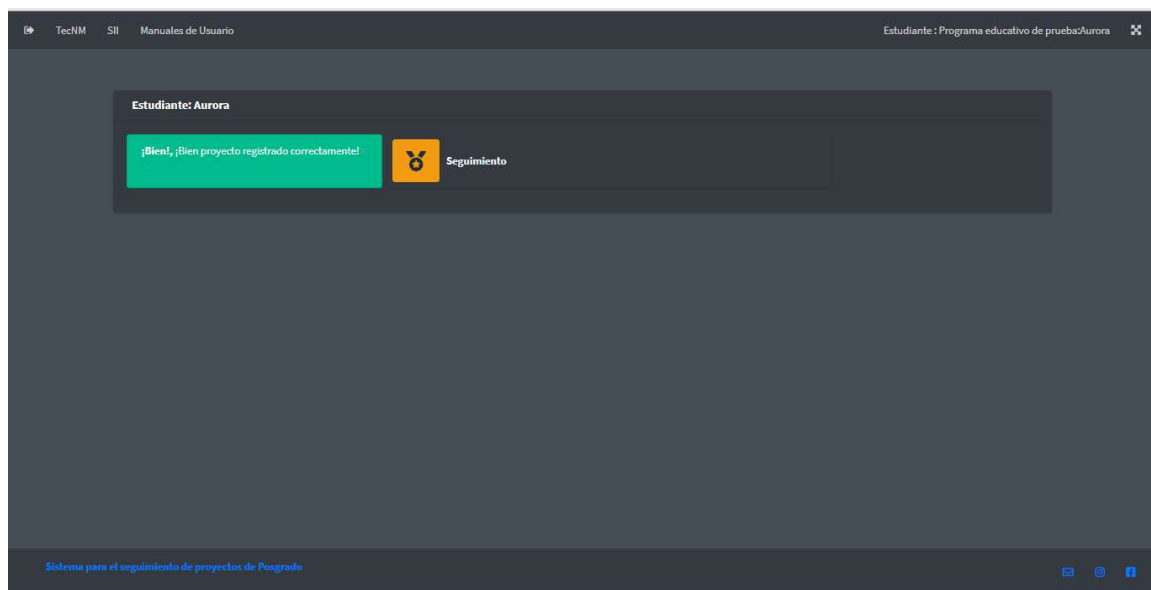 TecNM SII Manuales de Usuario Estudiante : Programa educativo de prueba:Aurora
Estudiante: Aurora
¡Bien!, ¡Bien proyecto registrado correctamente!
Seguimiento
Sistema para el seguimiento de proyectos de Posgrado